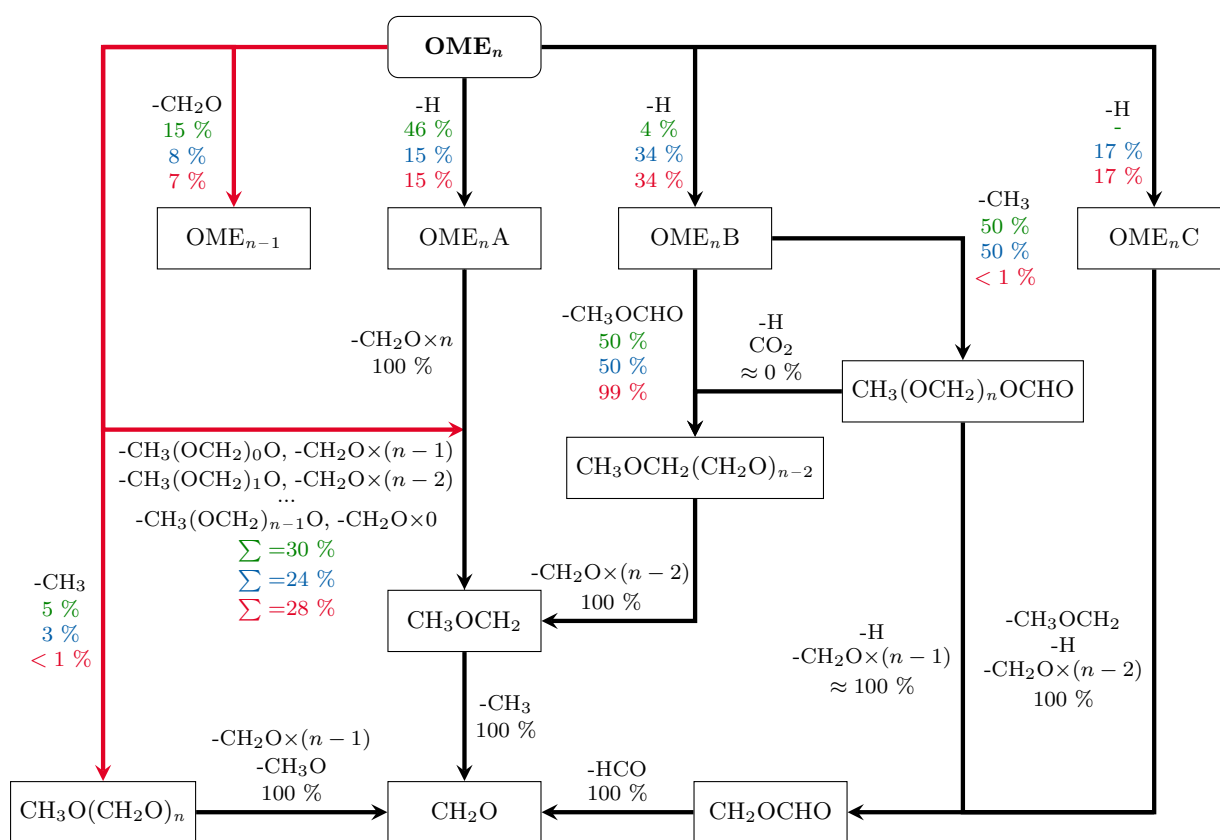 OMEₙ
-CH₂O
15 %
8 %
7 %
-H
46 %
15 %
15 %
-H
4 %
34 %
34 %
-H
-
17 %
17 %
OMEₙ₋₁
OMEₙA
OMEₙB
OMEₙC
-CH₃
50 %
50 %
< 1 %
-CH₂O×n
100 %
-CH₃OCHO
50 %
50 %
99 %
-H
CO₂
≈ 0 %
CH₃(OCH₂)ₙOCHO
-CH₃(OCH₂)₀O, -CH₂O×(n − 1)
-CH₃(OCH₂)₁O, -CH₂O×(n − 2)
...
-CH₃(OCH₂)ₙ₋₁O, -CH₂O×0
∑ =30 %
∑ =24 %
∑ =28 %
CH₃OCH₂(CH₂O)ₙ₋₂
-CH₃
5 %
3 %
< 1 %
-CH₂O×(n − 2)
100 %
CH₃OCH₂
-H
-CH₂O×(n − 1)
≈ 100 %
-CH₃OCH₂
-H
-CH₂O×(n − 2)
100 %
-CH₃
100 %
-CH₂O×(n − 1)
-CH₃O
100 %
-HCO
100 %
CH₃O(CH₂O)ₙ
CH₂O
CH₂OCHO